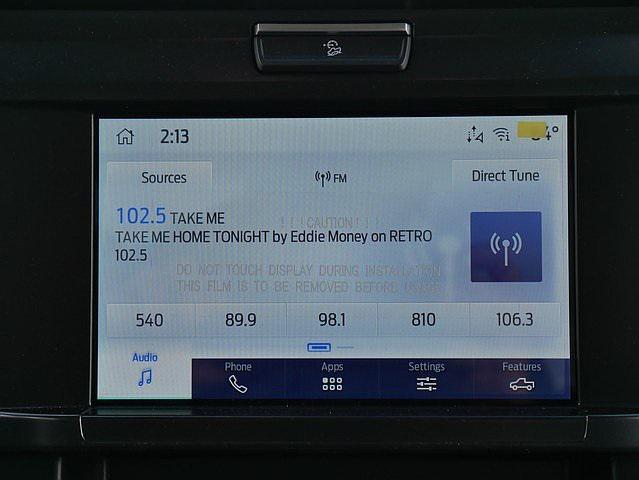 2:13
Sources
FM
Direct Tune
102.5 TAKE ME
TAKE ME HOME TONIGHT by Eddie Money on RETRO
102.5
! ! CAUTION ! !
DO NOT TOUCH DISPLAY DURING INSTALLATION
THIS FILM IS TO BE REMOVED BEFORE
540 89.9 98.1 810 106.3
Audio Phone Apps Settings Features